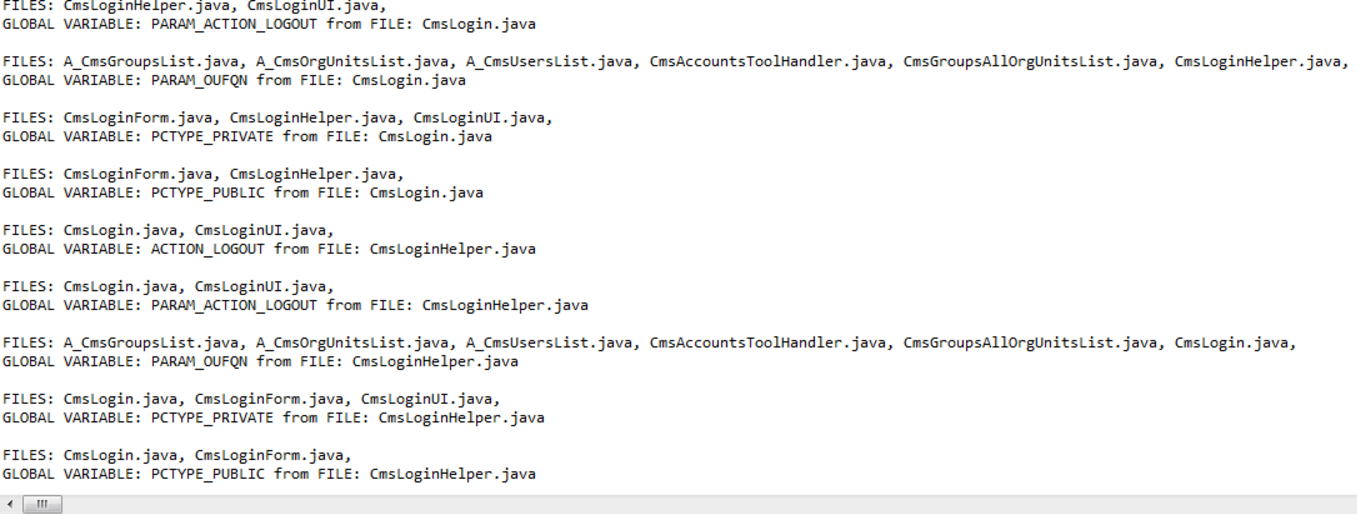 FILES: CmsLoginHelper.java, CmsLoginUI.java,
GLOBAL VARIABLE: PARAM_ACTION_LOGOUT from FILE: CmsLogin.java
FILES: A_CmsGroupsList.java, A_CmsOrgUnitsList.java, A_CmsUsersList.java, CmsAccountsToolHandler.java, CmsGroupsAllOrgUnitsList.java, CmsLoginHelper.java,
GLOBAL VARIABLE: PARAM_OUFQN from FILE: CmsLogin.java
FILES: CmsLoginForm.java, CmsLoginHelper.java, CmsLoginUI.java,
GLOBAL VARIABLE: PCTYPE_PRIVATE from FILE: CmsLogin.java
FILES: CmsLoginForm.java, CmsLoginHelper.java,
GLOBAL VARIABLE: PCTYPE_PUBLIC from FILE: CmsLogin.java
FILES: CmsLogin.java, CmsLoginUI.java,
GLOBAL VARIABLE: ACTION_LOGOUT from FILE: CmsLoginHelper.java
FILES: CmsLogin.java, CmsLoginUI.java,
GLOBAL VARIABLE: PARAM_ACTION_LOGOUT from FILE: CmsLoginHelper.java
FILES: A_CmsGroupsList.java, A_CmsOrgUnitsList.java, A_CmsUsersList.java, CmsAccountsToolHandler.java, CmsGroupsAllOrgUnitsList.java, CmsLogin.java,
GLOBAL VARIABLE: PARAM_OUFQN from FILE: CmsLoginHelper.java
FILES: CmsLogin.java, CmsLoginForm.java, CmsLoginUI.java,
GLOBAL VARIABLE: PCTYPE_PRIVATE from FILE: CmsLoginHelper.java
FILES: CmsLogin.java, CmsLoginForm.java,
GLOBAL VARIABLE: PCTYPE_PUBLIC from FILE: CmsLoginHelper.java